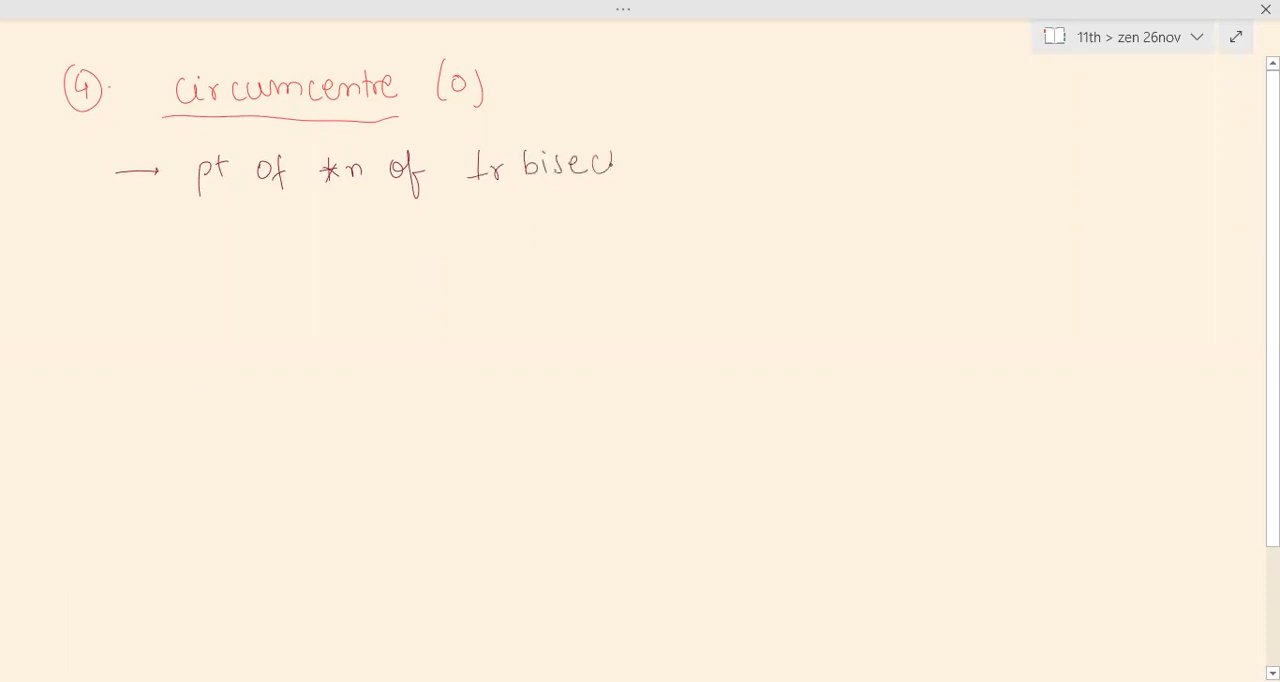 ...
11th > zen 26nov
④. circumcentre (O)
→ pt of *n of ⊥r bisec